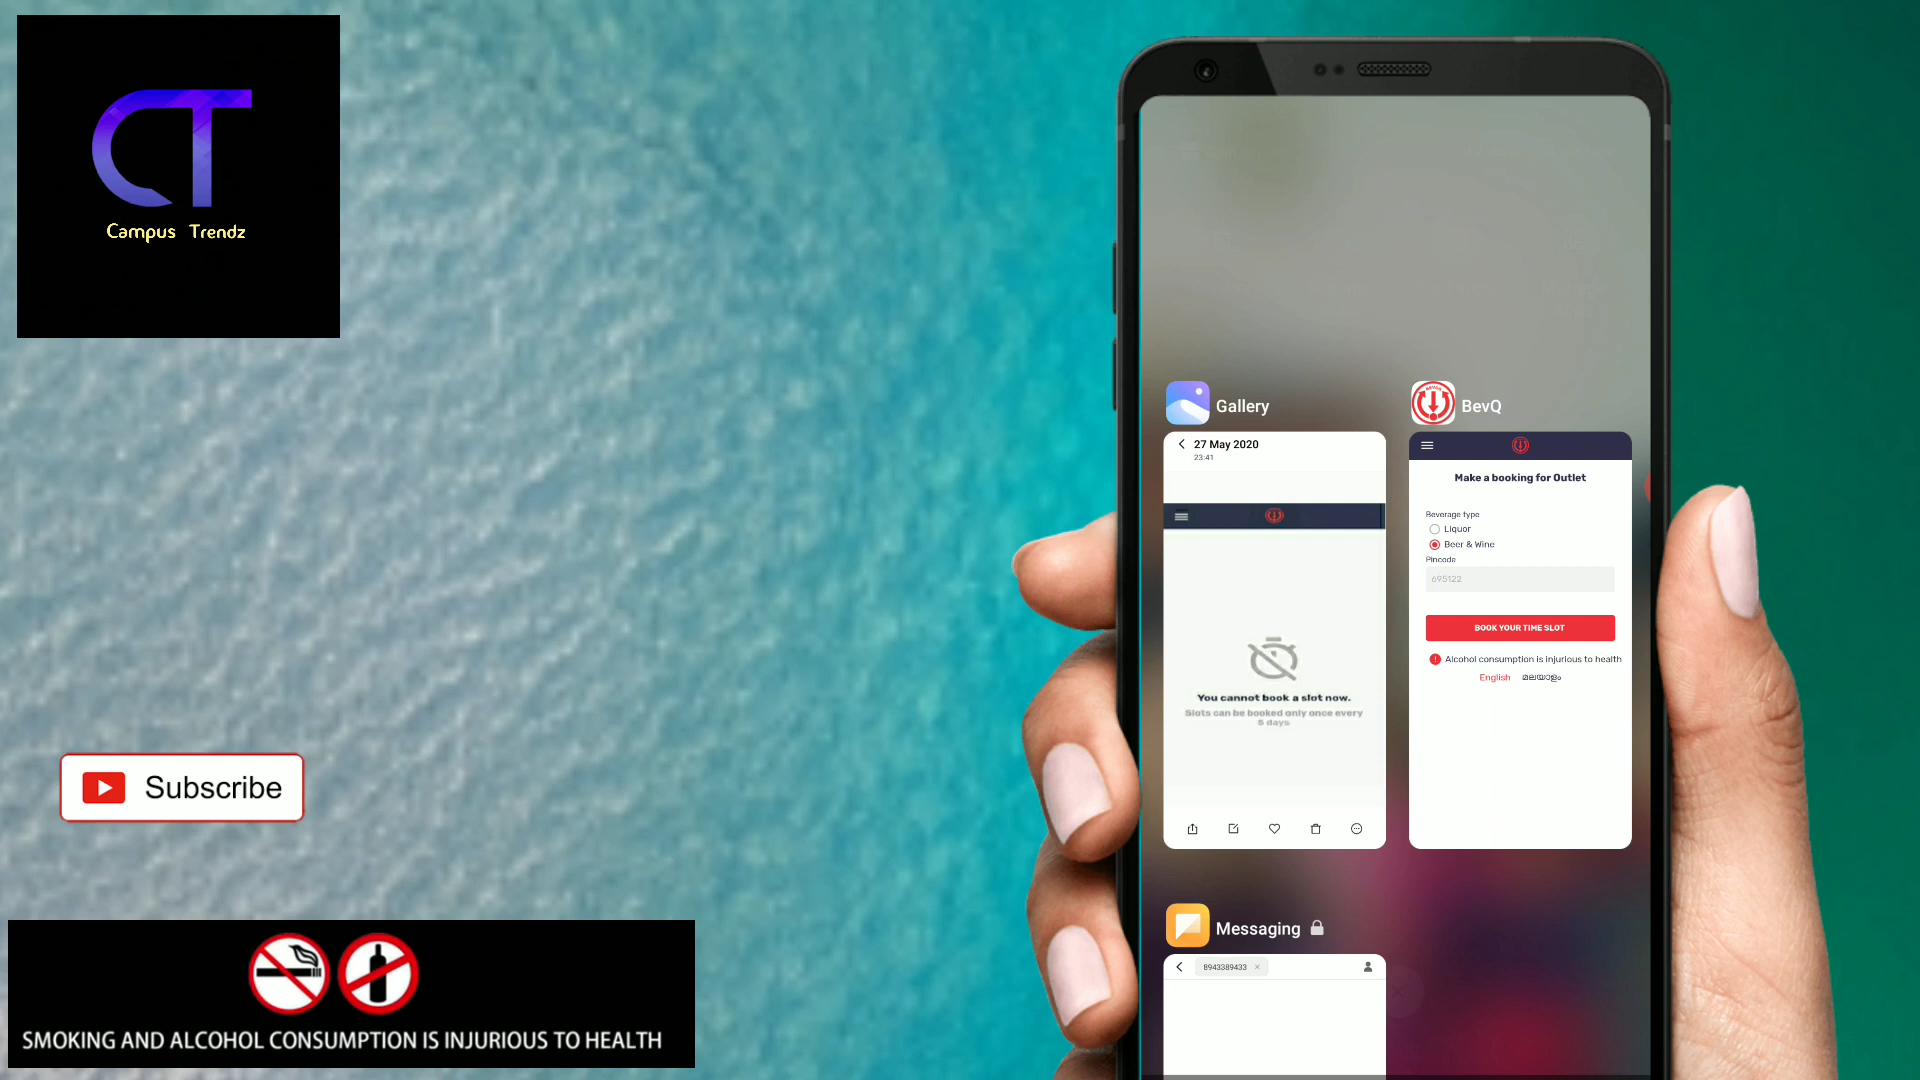 CT
Campus Trendz
Subscribe
SMOKING AND ALCOHOL CONSUMPTION IS INJURIOUS TO HEALTH
Gallery
27 May 2020
23:41
You cannot book a slot now.
Slots can be booked only once every
5 days
BevQ
Make a booking for Outlet
Beverage type
Liquor
Beer & Wine
Pincode
695122
BOOK YOUR TIME SLOT
Alcohol consumption is injurious to health
English മലയാളം
Messaging
8943389433